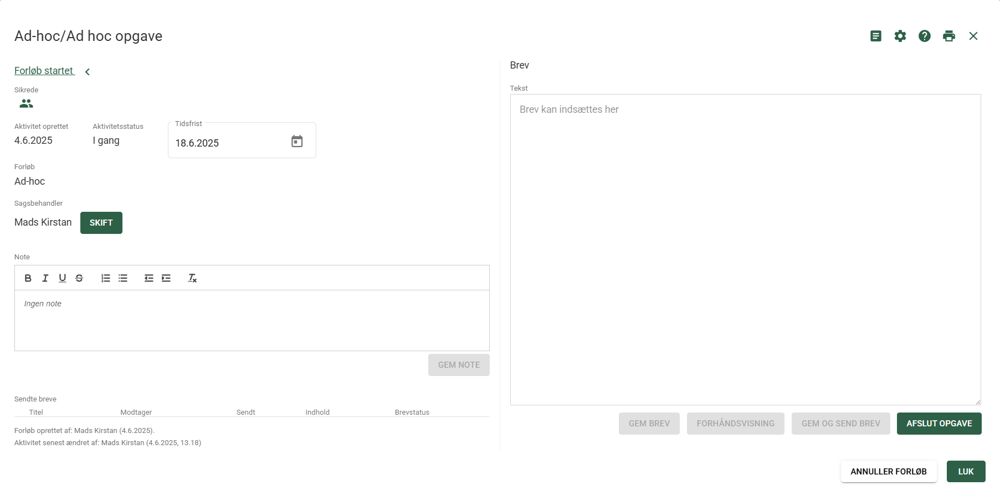 Ad-hoc/Ad hoc opgave
Forløb startet
Sikrede
Aktivitet oprettet
4.6.2025
Aktivitetsstatus
I gang
Tidsfrist
18.6.2025
Forløb
Ad-hoc
Sagsbehandler
Mads Kirstan
SKIFT
Note
Ingen note
GEM NOTE
Sendte breve
Titel Modtager Sendt Indhold Brevstatus
Forløb oprettet af: Mads Kirstan (4.6.2025).
Aktivitet senest ændret af: Mads Kirstan (4.6.2025, 13.18)
Brev
Tekst
Brev kan indsættes her
GEM BREV FORHÅNDSVISNING GEM OG SEND BREV AFSLUT OPGAVE
ANNULLER FORLØB LUK